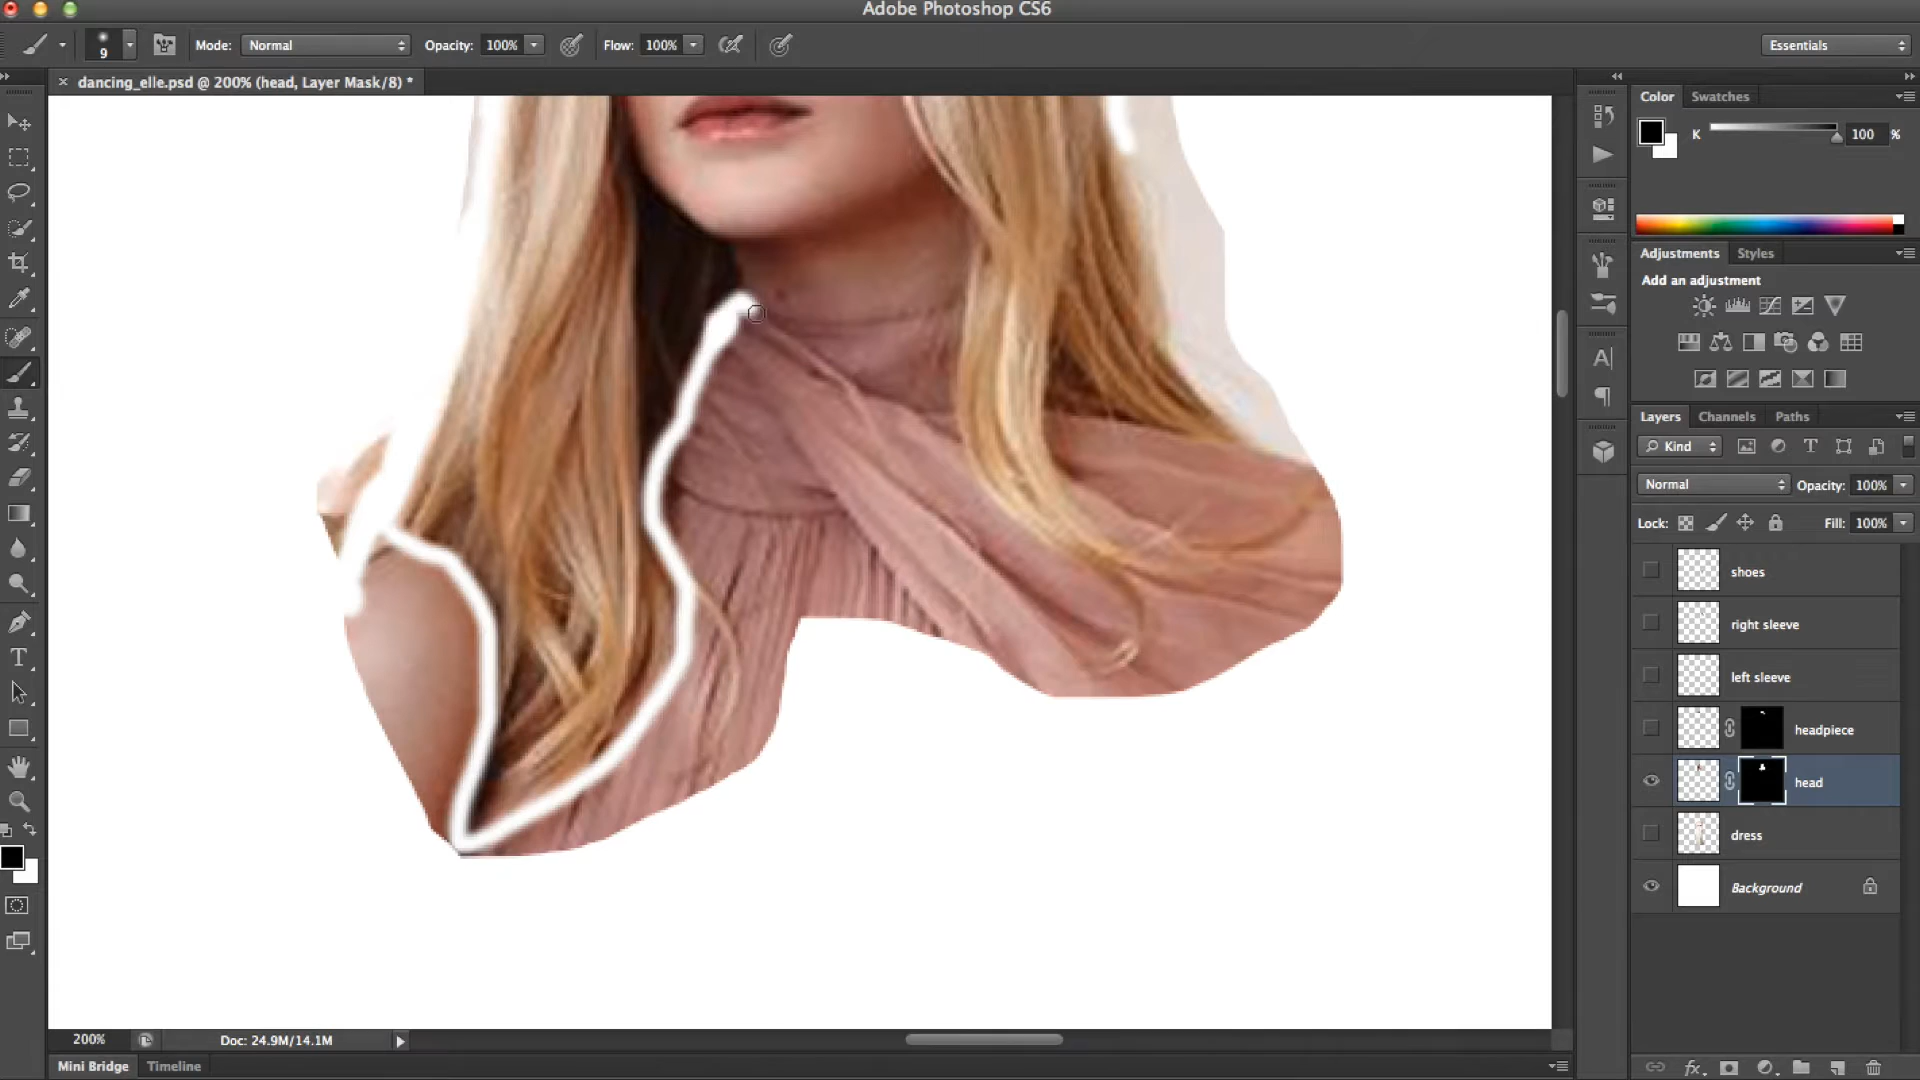 Adobe Photoshop CS6
9
Mode: Normal
Opacity: 100%
Flow: 100%
Essentials
dancing_elle.psd @ 200% (head, Layer Mask/8) *
Color Swatches
K 100 %
Adjustments Styles
Add an adjustment
Layers Channels Paths
Kind
Normal Opacity: 100%
Lock: Fill: 100%
shoes
right sleeve
left sleeve
headpiece
head
dress
Background
200% Doc: 24.9M/14.1M
Mini Bridge Timeline